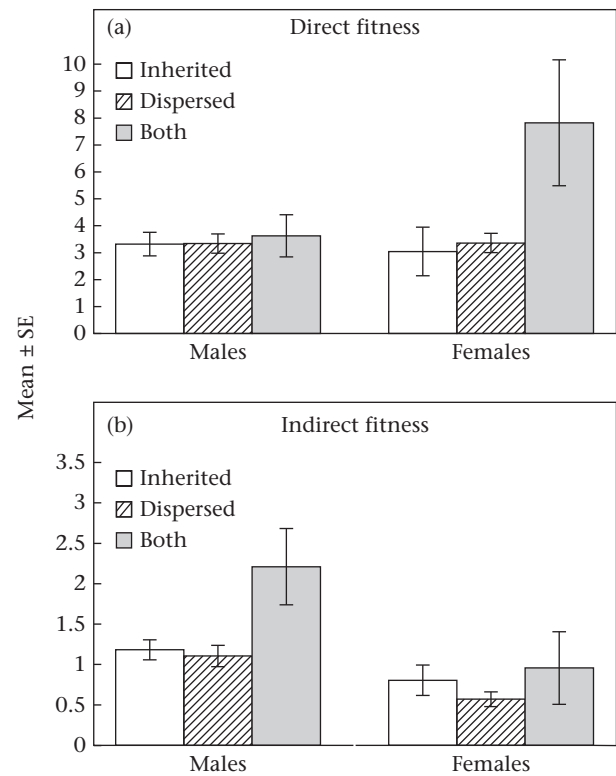 (a) Direct fitness
10
9
8
7
6
5
4
3
2
1
0
Inherited
Dispersed
Both
Males Females
Mean ± SE
(b) Indirect fitness
3.5
3
2.5
2
1.5
1
0.5
0
Inherited
Dispersed
Both
Males Females